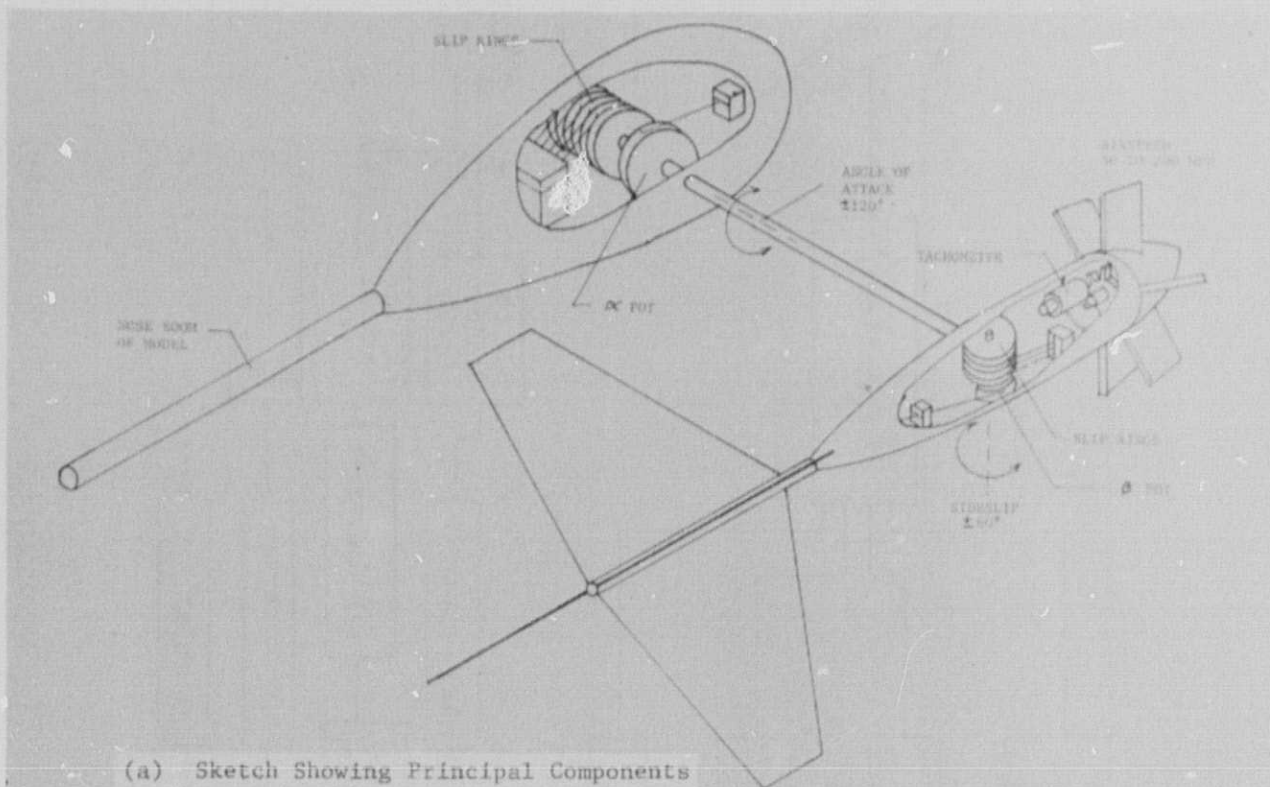 SLIP RINGS
ANGLE OF
ATTACK
±120°
TACHOMETER
NOSE BOOM
OF MODEL
α POT
SLIP RINGS
β POT
SIDESLIP
(a) Sketch Showing Principal Components